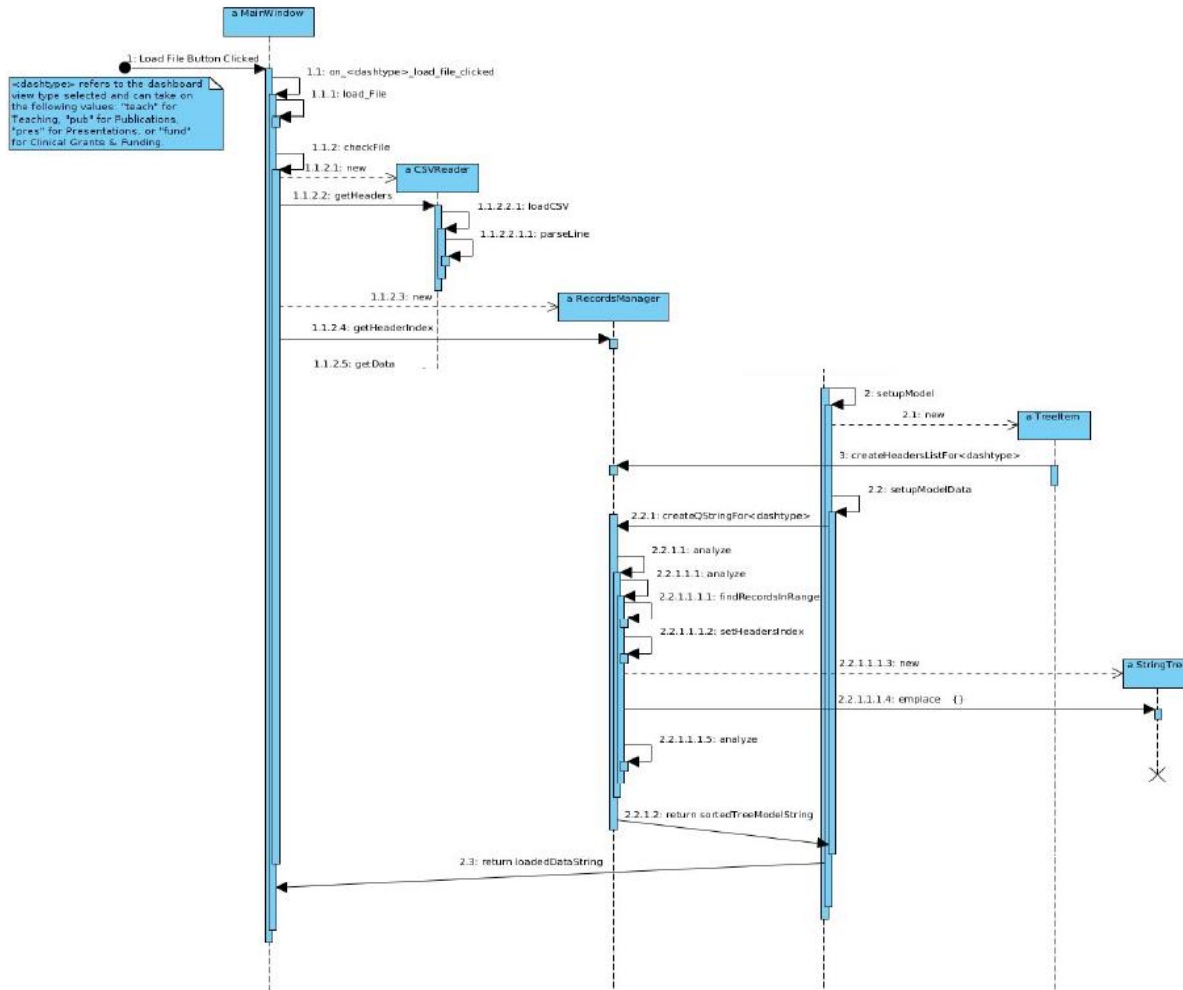 a MainWindow
1: Load File Button Clicked
<dashtype> refers to the dashboard
view type selected and can take on
the following values: "teach" for
Teaching, "pub" for Publications,
"pres" for Presentations, or "fund"
for Clinical Grants & Funding.
1.1: on_<dashtype>_load_file_clicked
1.1.1: load_File
1.1.2: checkFile
1.1.2.1: new
a CSVReader
1.1.2.2: getHeaders
1.1.2.2.1: loadCSV
1.1.2.2.1.1: parseLine
1.1.2.3: new
a RecordsManager
1.1.2.4: getHeaderIndex
1.1.2.5: getData
2: setupModel
2.1: new
a TreeItem
3: createHeadersListFor<dashtype>
2.2: setupModelData
2.2.1: createQStringFor<dashtype>
2.2.1.1: analyze
2.2.1.1.1: analyze
2.2.1.1.1.1: findRecordsInRange
2.2.1.1.1.2: setHeadersIndex
2.2.1.1.1.3: new
a StringTre
2.2.1.1.1.4: emplace {}
2.2.1.1.1.5: analyze
2.2.1.2: return sortedTreeModelString
2.3: return loadedDataString